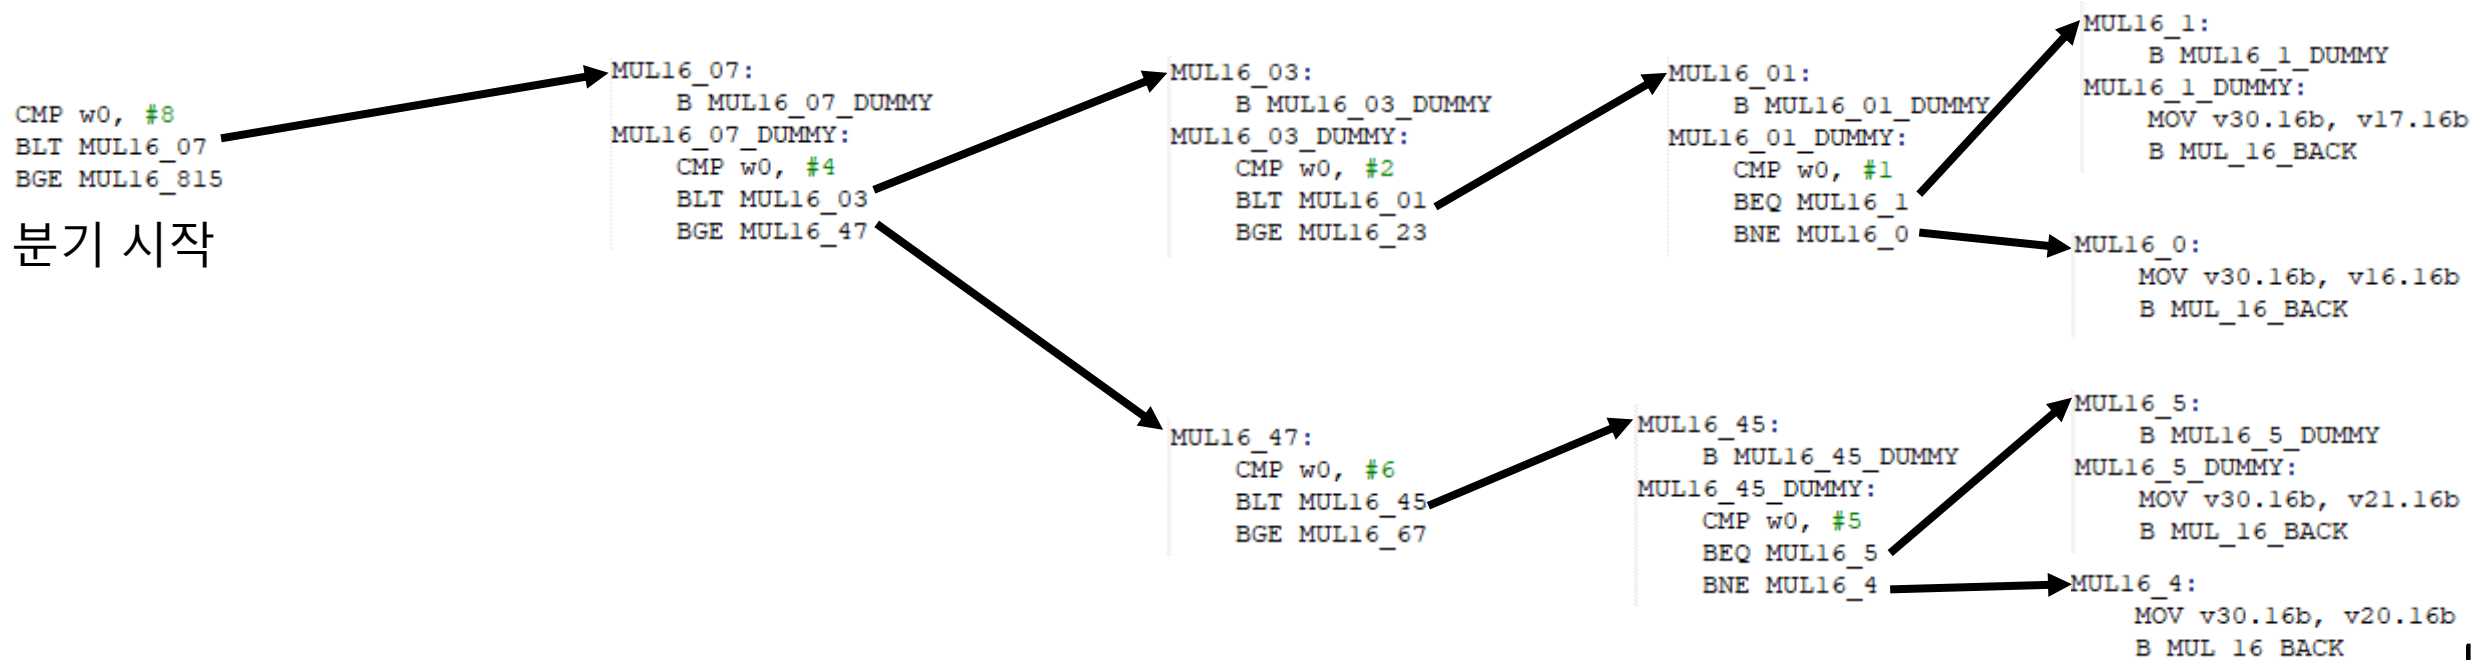 CMP w0, #8
BLT MUL16_07
BGE MUL16_815
분기 시작
MUL16_07:
B MUL16_07_DUMMY
MUL16_07_DUMMY:
CMP w0, #4
BLT MUL16_03
BGE MUL16_47
MUL16_03:
B MUL16_03_DUMMY
MUL16_03_DUMMY:
CMP w0, #2
BLT MUL16_01
BGE MUL16_23
MUL16_01:
B MUL16_01_DUMMY
MUL16_01_DUMMY:
CMP w0, #1
BEQ MUL16_1
BNE MUL16_0
MUL16_1:
B MUL16_1_DUMMY
MUL16_1_DUMMY:
MOV v30.16b, v17.16b
B MUL_16_BACK
MUL16_0:
MOV v30.16b, v16.16b
B MUL_16_BACK
MUL16_47:
CMP w0, #6
BLT MUL16_45
BGE MUL16_67
MUL16_45:
B MUL16_45_DUMMY
MUL16_45_DUMMY:
CMP w0, #5
BEQ MUL16_5
BNE MUL16_4
MUL16_5:
B MUL16_5_DUMMY
MUL16_5_DUMMY:
MOV v30.16b, v21.16b
B MUL_16_BACK
MUL16_4:
MOV v30.16b, v20.16b
B MUL_16_BACK